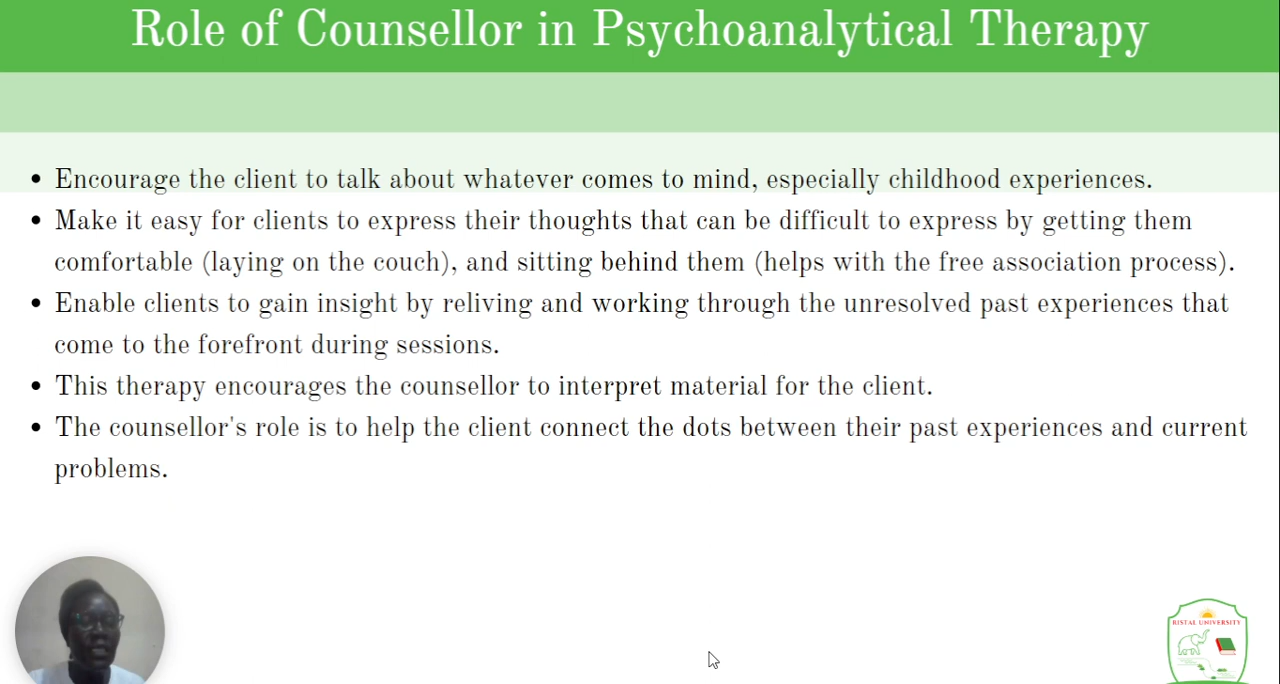 Role of Counsellor in Psychoanalytical Therapy
• Encourage the client to talk about whatever comes to mind, especially childhood experiences.
• Make it easy for clients to express their thoughts that can be difficult to express by getting them
comfortable (laying on the couch), and sitting behind them (helps with the free association process).
• Enable clients to gain insight by reliving and working through the unresolved past experiences that
come to the forefront during sessions.
• This therapy encourages the counsellor to interpret material for the client.
• The counsellor's role is to help the client connect the dots between their past experiences and current
problems.
RISTAL UNIVERSITY